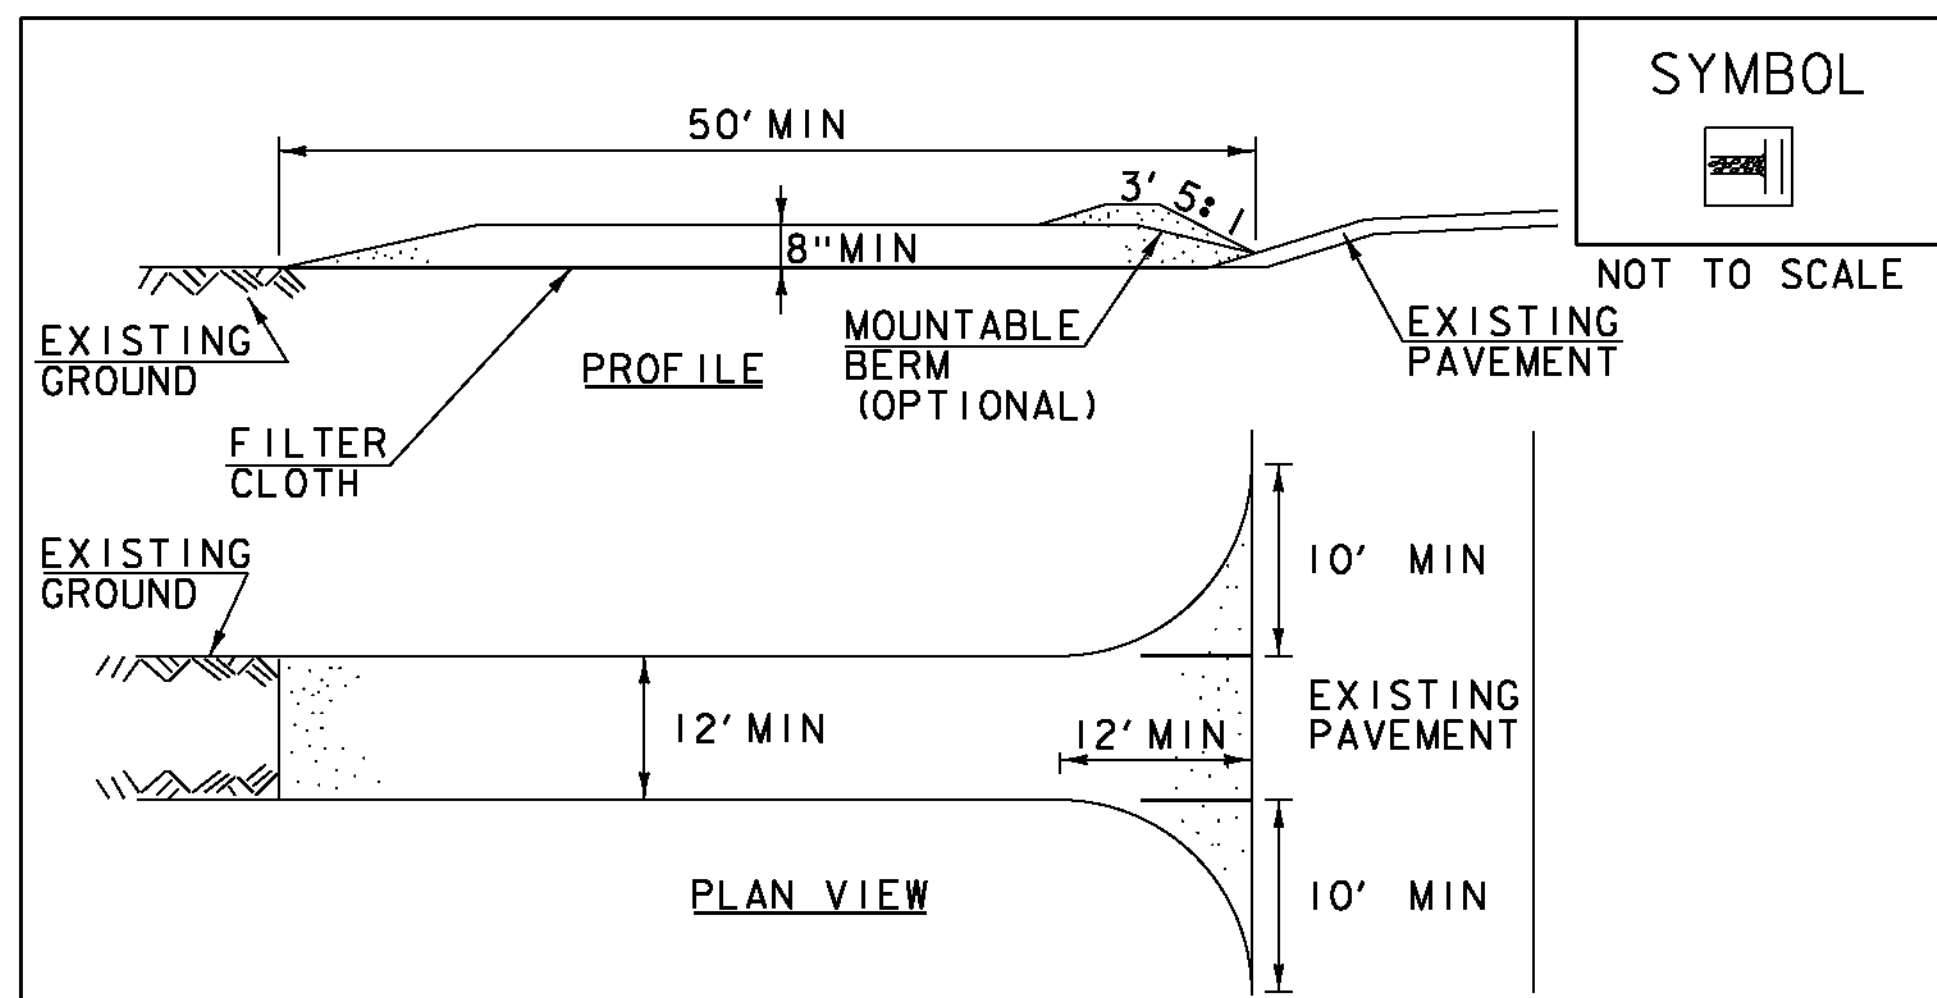 SYMBOL
50' MIN
3' 5:1
8" MIN
NOT TO SCALE
EXISTING
GROUND
MOUNTABLE
BERM
(OPTIONAL)
EXISTING
PAVEMENT
PROFILE
FILTER
CLOTH
EXISTING
GROUND
10' MIN
12' MIN
12' MIN
EXISTING
PAVEMENT
10' MIN
PLAN VIEW